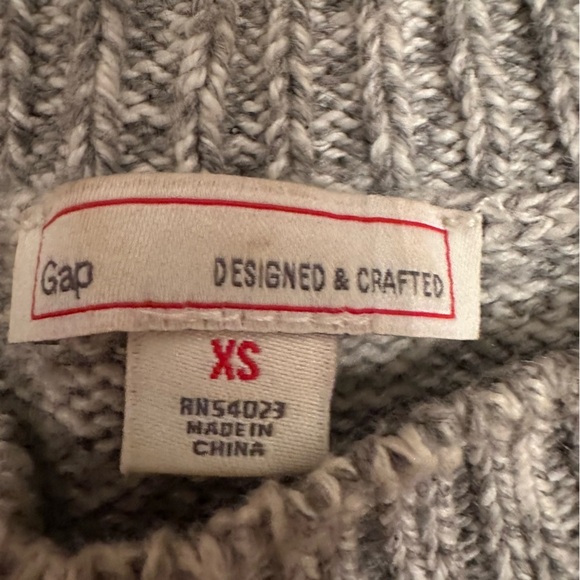 Gap DESIGNED & CRAFTED
XS
RN54023
MADE IN
CHINA